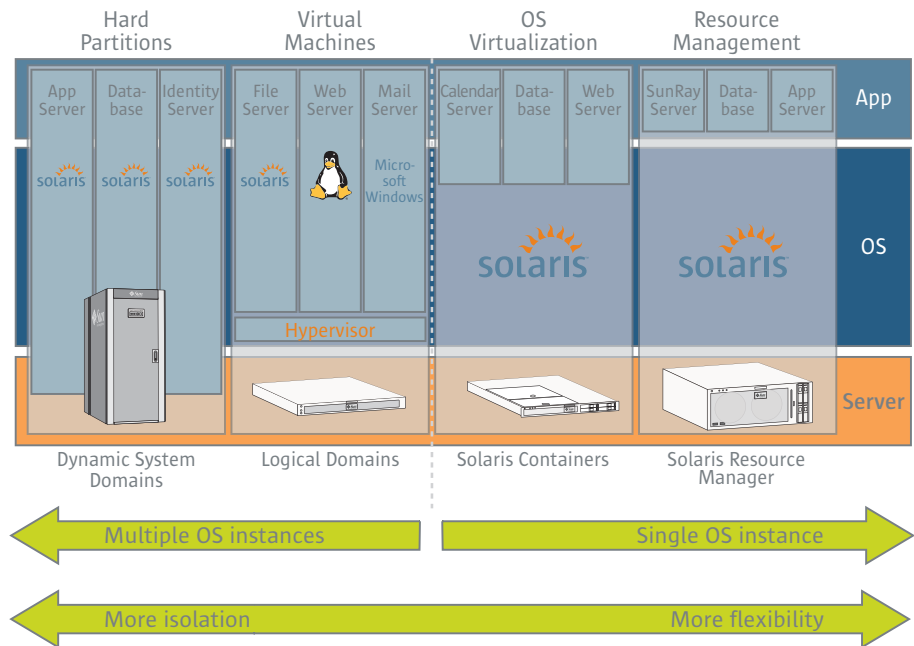 Hard
Partitions
Virtual
Machines
OS
Virtualization
Resource
Management
App
Server
Data-
base
Identity
Server
File
Server
Web
Server
Mail
Server
Calendar
Server
Data-
base
Web
Server
SunRay
Server
Data-
base
App
Server
App
solaris
solaris
solaris
solaris
Micro-
soft
Windows
solaris
solaris
OS
Hypervisor
Server
Dynamic System
Domains
Logical Domains
Solaris Containers
Solaris Resource
Manager
Multiple OS instances
Single OS instance
More isolation
More flexibility